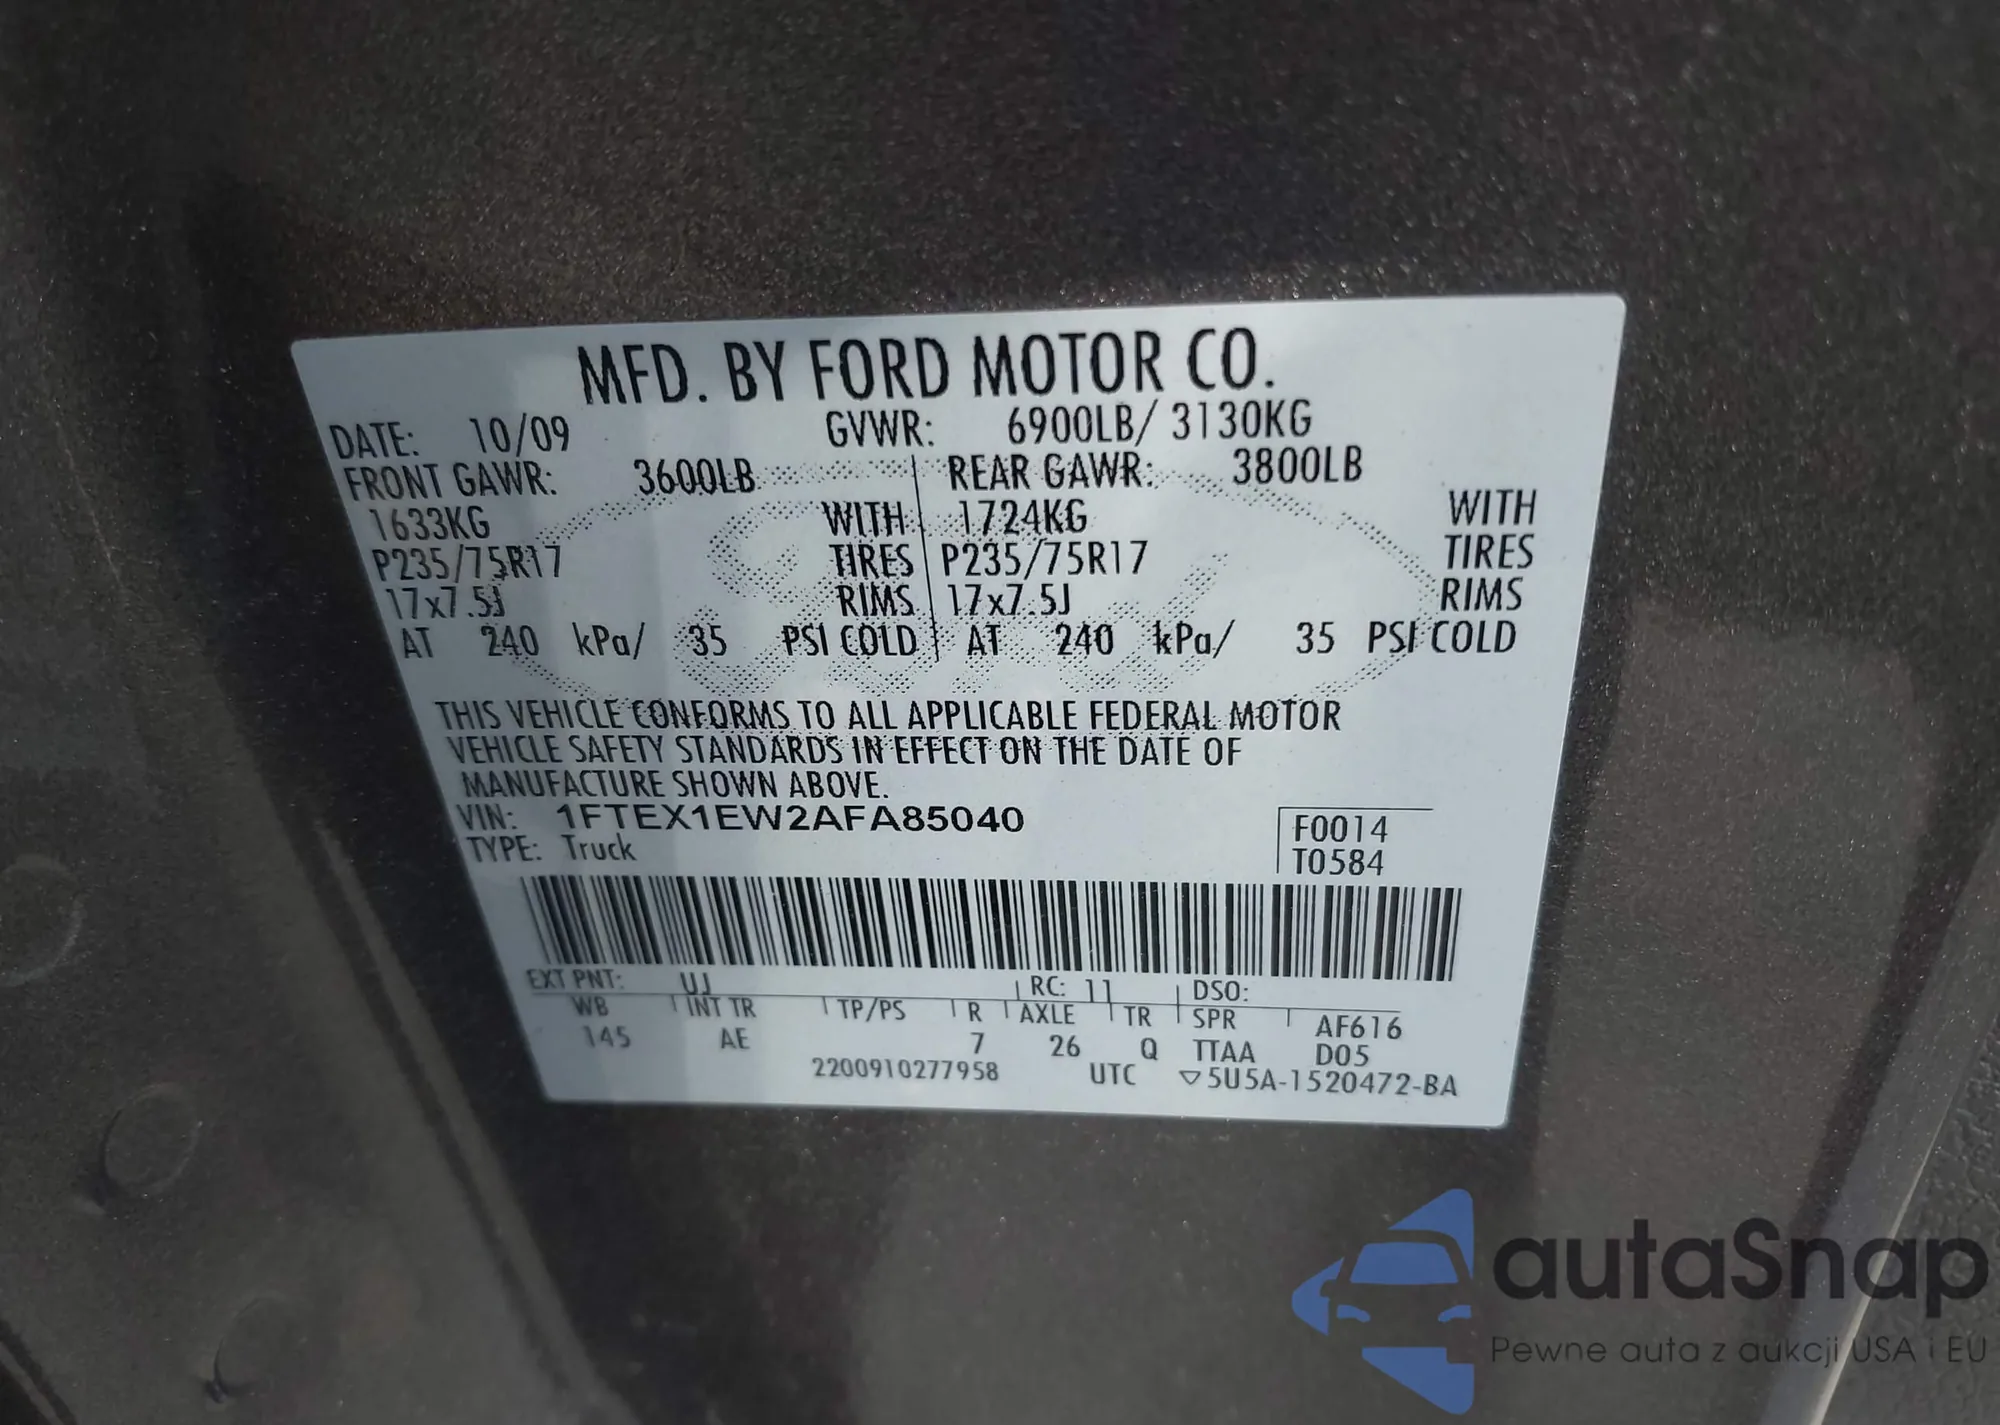 MFD. BY FORD MOTOR CO.
DATE: 10/09 GVWR: 6900LB/ 3130KG
FRONT GAWR: 3600LB REAR GAWR: 3800LB
1633KG WITH 1724KG WITH
P235/75R17 TIRES P235/75R17 TIRES
17x7.5J RIMS 17x7.5J RIMS
AT 240 kPa/ 35 PSI COLD AT 240 kPa/ 35 PSI COLD
THIS VEHICLE CONFORMS TO ALL APPLICABLE FEDERAL MOTOR
VEHICLE SAFETY STANDARDS IN EFFECT ON THE DATE OF
MANUFACTURE SHOWN ABOVE.
VIN: 1FTEX1EW2AFA85040 F0014
TYPE: Truck T0584
EXT PNT: UJ RC: 11 DSO:
WB INT TR TP/PS R AXLE TR SPR AF616
145 AE 7 26 Q TTAA D05
2200910277958 UTC ▽5U5A-1520472-BA
autaSnap
Pewne auta z aukcji USA i EU